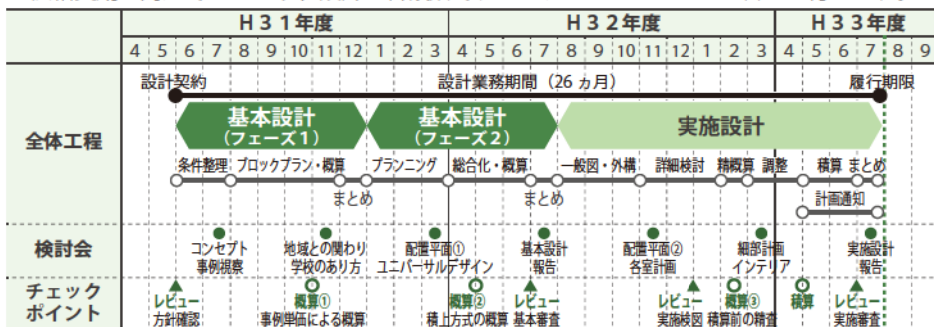 H31年度 H32年度 H33年度
4 5 6 7 8 9 10 11 12 1 2 3 4 5 6 7 8 9 10 11 12 1 2 3 4 5 6 7 8 9
設計契約 設計業務期間（26ヵ月） 履行期限
全体工程
基本設計 基本設計 実施設計
（フェーズ1） （フェーズ2）
条件整理 ブロックプラン・概算 プランニング 総合化・概算 一般図・外構 詳細検討 精概算 調整 積算 まとめ
まとめ まとめ 計画通知
検討会
コンセプト 地域との関わり 配置平面① 基本設計 配置平面② 細部計画 実施設計
事例視察 学校のあり方 ユニバーサルデザイン 報告 各室計画 インテリア 報告
チェック
ポイント
レビュー 概算① 概算② レビュー レビュー 概算③ 積算 レビュー
方針確認 事例単価による概算 積上方式の概算 基本審査 実施検図 積算前の精査 実施審査